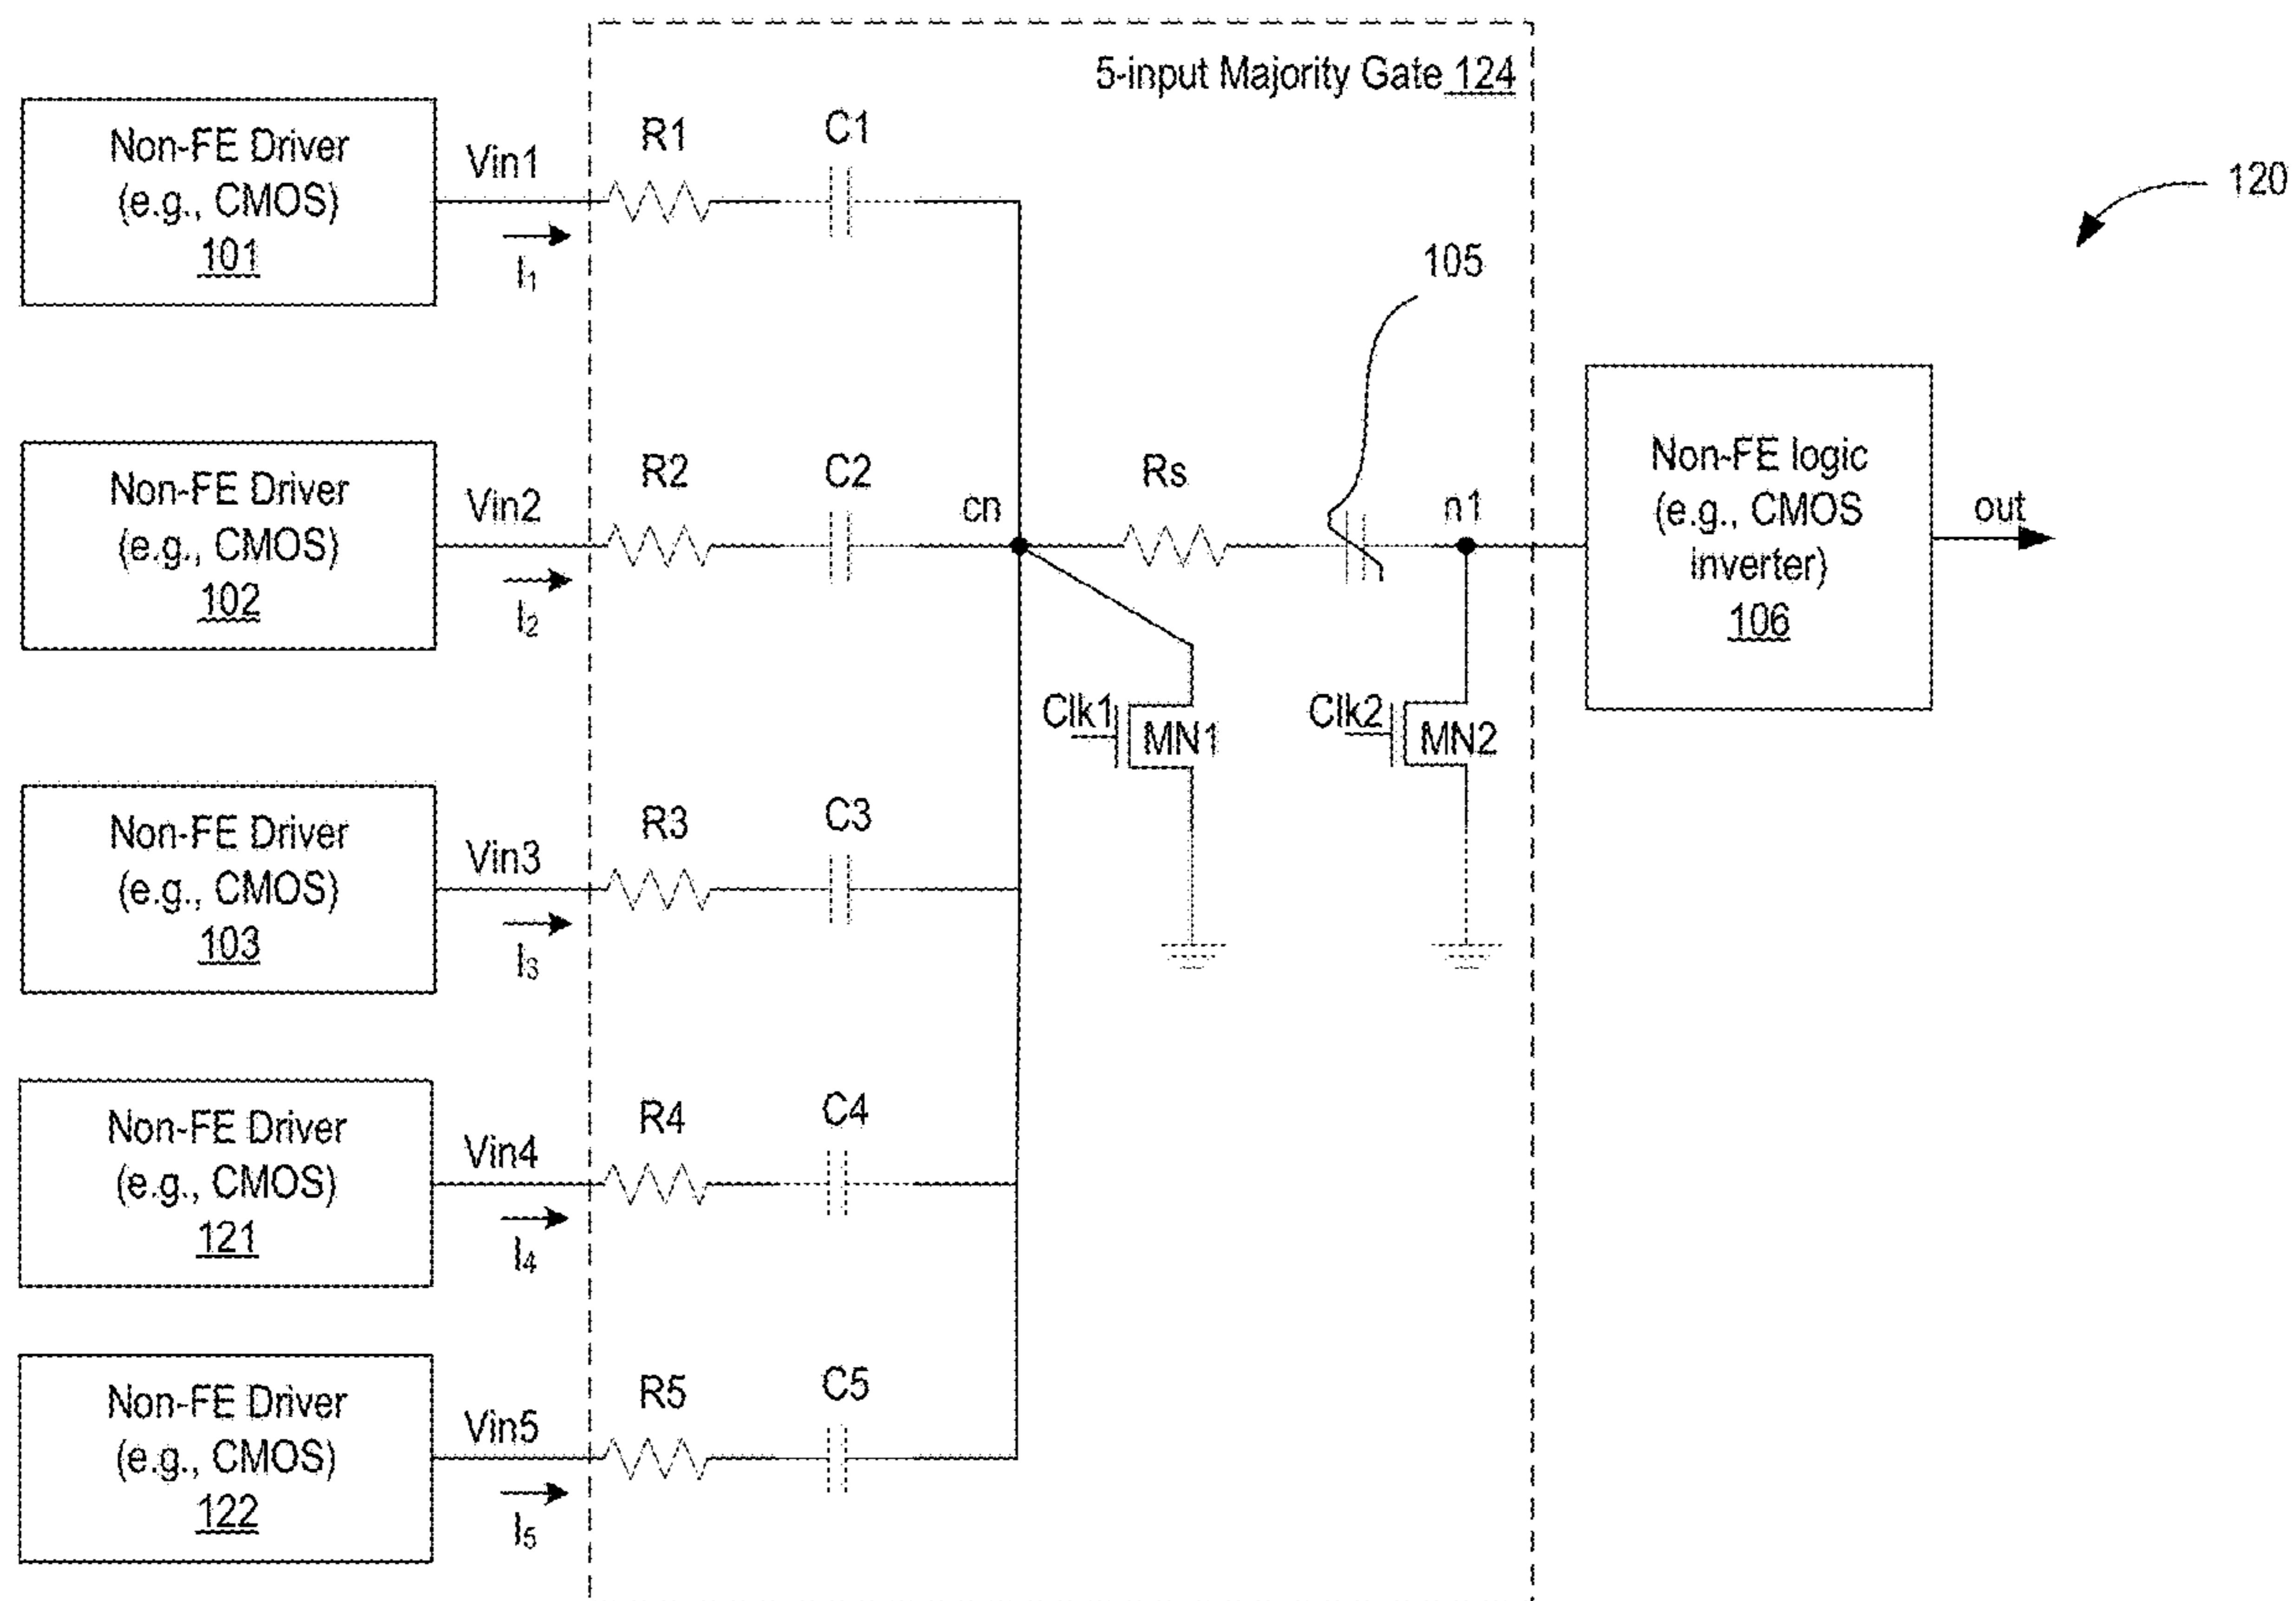 5-input Majority Gate 124
Non-FE Driver
(e.g., CMOS)
101
Vin1
I1
R1
C1
120
105
Non-FE Driver
(e.g., CMOS)
102
Vin2
I2
R2
C2
cn
Rs
n1
Non-FE logic
(e.g., CMOS
inverter)
106
out
Clk1
MN1
Clk2
MN2
Non-FE Driver
(e.g., CMOS)
103
Vin3
I3
R3
C3
Non-FE Driver
(e.g., CMOS)
121
Vin4
I4
R4
C4
Non-FE Driver
(e.g., CMOS)
122
Vin5
I5
R5
C5